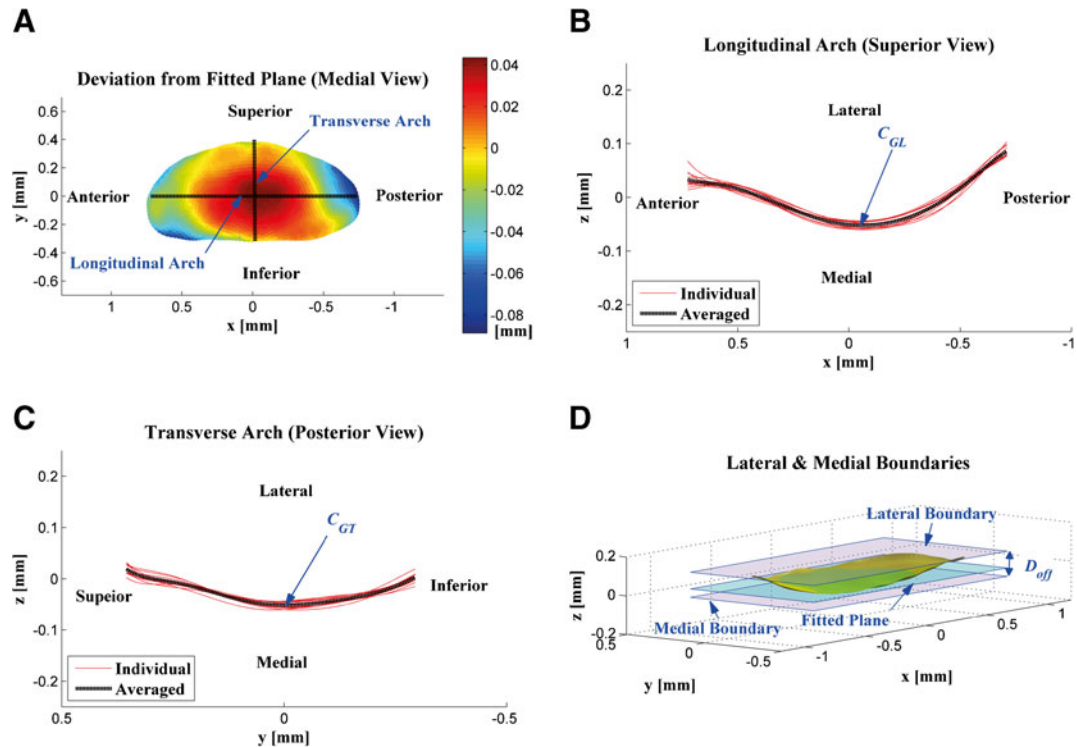 A
Deviation from Fitted Plane (Medial View)
Superior
Transverse Arch
Anterior
Posterior
Longitudinal Arch
Inferior
y [mm]
0.6
0.4
0.2
0
-0.2
-0.4
-0.6
1
0.5
0
-0.5
-1
x [mm]
0.04
0.02
0
-0.02
-0.04
-0.06
-0.08
[mm]
B
Longitudinal Arch (Superior View)
Lateral
C_GL
Anterior
Posterior
Medial
Individual
Averaged
z [mm]
0.2
0.1
0
-0.1
-0.2
1
0.5
0
-0.5
-1
x [mm]
C
Transverse Arch (Posterior View)
Lateral
C_GT
Supeior
Inferior
Medial
Individual
Averaged
z [mm]
0.2
0.1
0
-0.1
-0.2
0.5
0
-0.5
y [mm]
D
Lateral & Medial Boundaries
Lateral Boundary
D_off
Medial Boundary
Fitted Plane
z [mm]
0.2
0
-0.2
0.5
0
-0.5
y [mm]
-1
-0.5
0
0.5
1
x [mm]